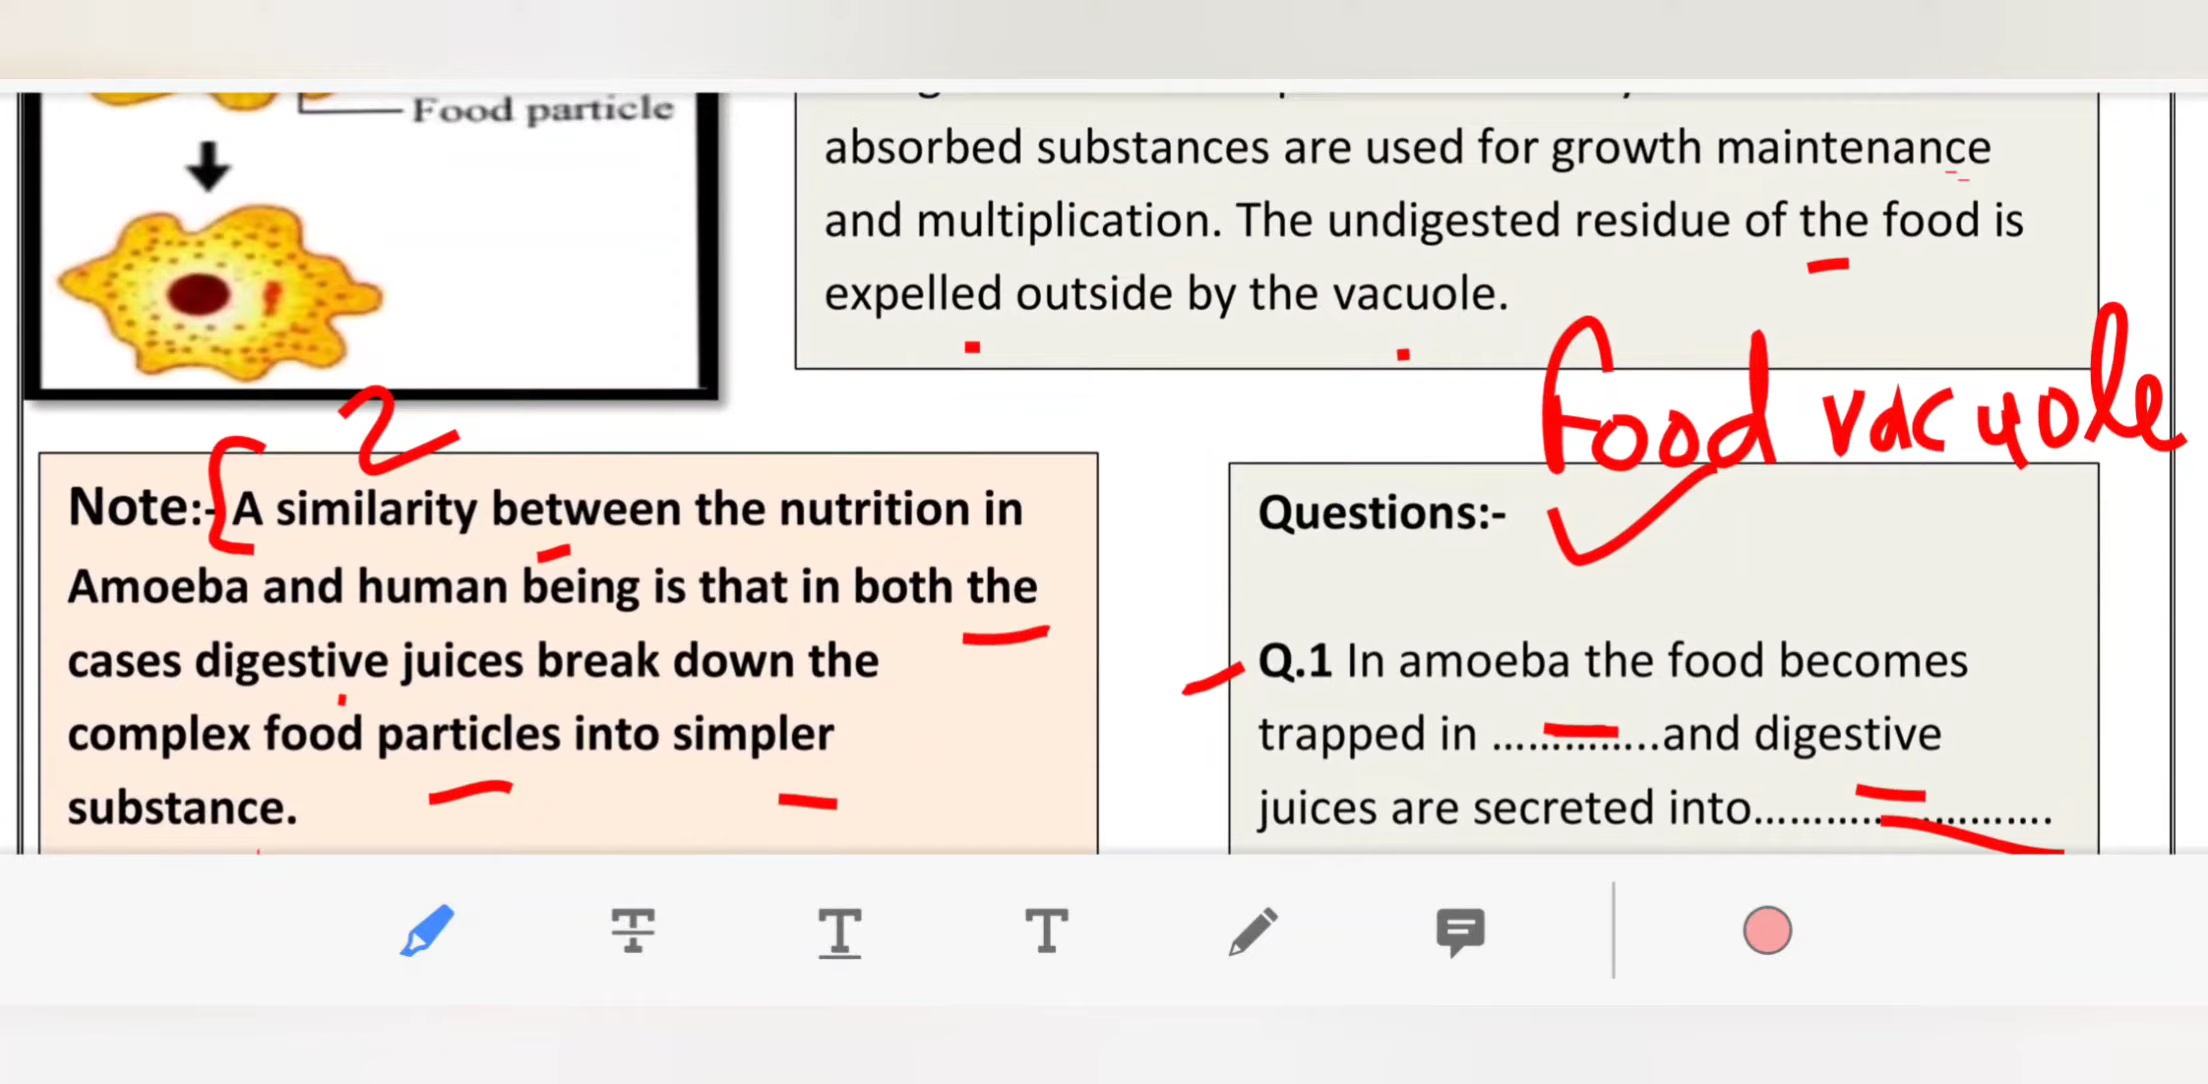 Food particle
absorbed substances are used for growth maintenance
and multiplication. The undigested residue of the food is
expelled outside by the vacuole.
Food vacuole
2
Note:- A similarity between the nutrition in
Amoeba and human being is that in both the
cases digestive juices break down the
complex food particles into simpler
substance.
Questions:-
Q.1 In amoeba the food becomes
trapped in ..............and digestive
juices are secreted into.........................